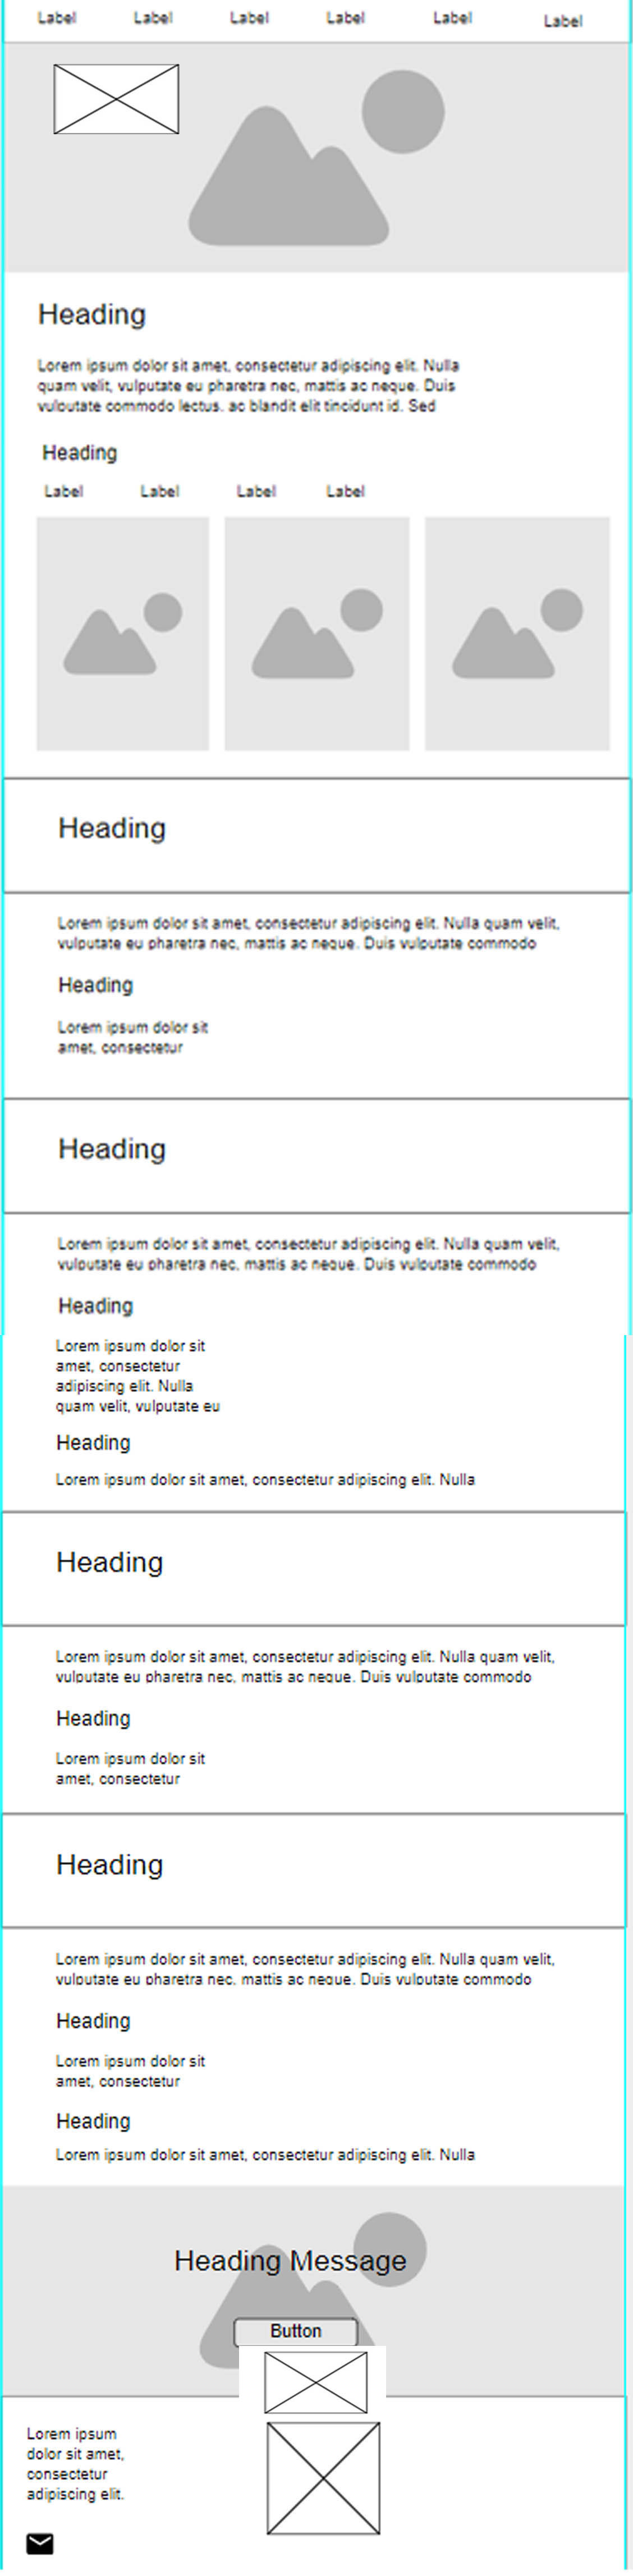 Label Label Label Label Label Label
Heading
Lorem ipsum dolor sit amet, consectetur adipiscing elit. Nulla
quam velit, vulputate eu pharetra nec, mattis ac neque. Duis
vulputate commodo lectus, ac blandit elit tincidunt id. Sed
Heading
Label Label Label Label
Heading
Lorem ipsum dolor sit amet, consectetur adipiscing elit. Nulla quam velit,
vulputate eu pharetra nec, mattis ac neque. Duis vulputate commodo
Heading
Lorem ipsum dolor sit
amet, consectetur
Heading
Lorem ipsum dolor sit amet, consectetur adipiscing elit. Nulla quam velit,
vulputate eu pharetra nec, mattis ac neque. Duis vulputate commodo
Heading
Lorem ipsum dolor sit
amet, consectetur
adipiscing elit. Nulla
quam velit, vulputate eu
Heading
Lorem ipsum dolor sit amet, consectetur adipiscing elit. Nulla
Heading
Lorem ipsum dolor sit amet, consectetur adipiscing elit. Nulla quam velit,
vulputate eu pharetra nec, mattis ac neque. Duis vulputate commodo
Heading
Lorem ipsum dolor sit
amet, consectetur
Heading
Lorem ipsum dolor sit amet, consectetur adipiscing elit. Nulla quam velit,
vulputate eu pharetra nec, mattis ac neque. Duis vulputate commodo
Heading
Lorem ipsum dolor sit
amet, consectetur
Heading
Lorem ipsum dolor sit amet, consectetur adipiscing elit. Nulla
Heading Message
Button
Lorem ipsum
dolor sit amet,
consectetur
adipiscing elit.